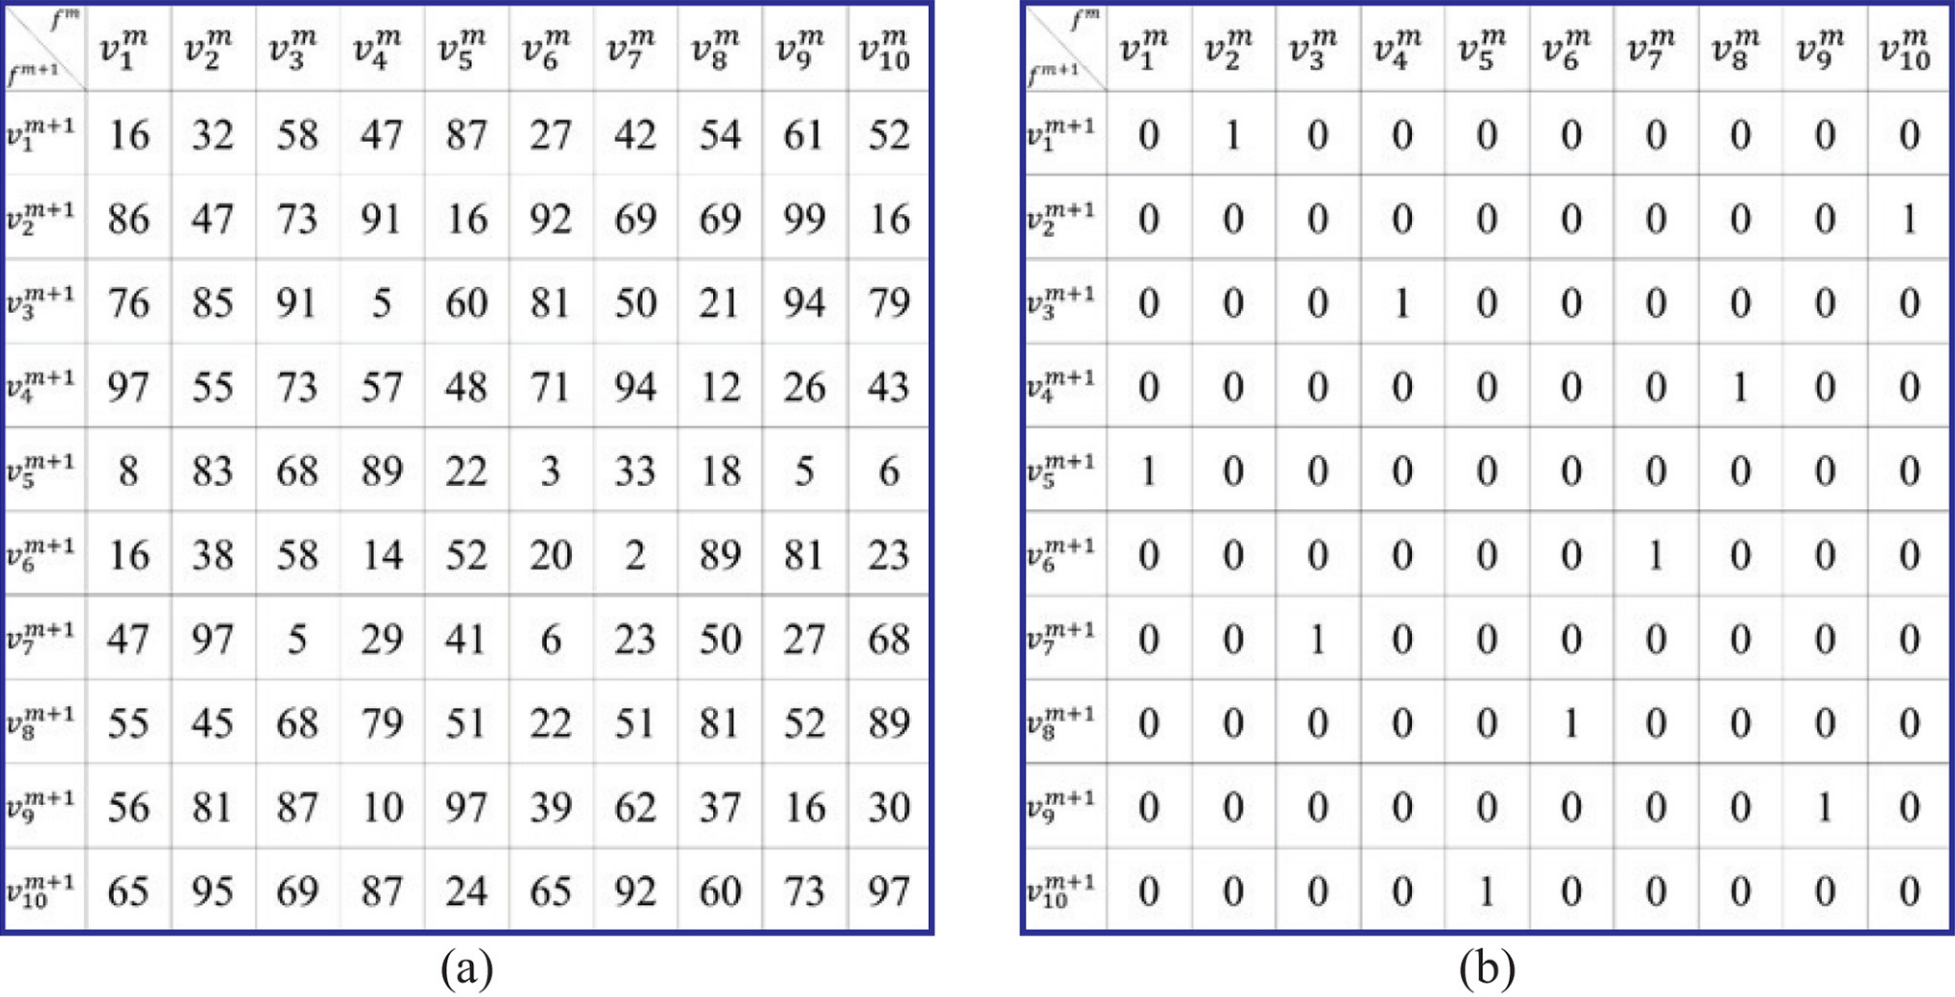 f^m v_1^m v_2^m v_3^m v_4^m v_5^m v_6^m v_7^m v_8^m v_9^m v_10^m
f^{m+1}
v_1^{m+1} 16 32 58 47 87 27 42 54 61 52
v_2^{m+1} 86 47 73 91 16 92 69 69 99 16
v_3^{m+1} 76 85 91 5 60 81 50 21 94 79
v_4^{m+1} 97 55 73 57 48 71 94 12 26 43
v_5^{m+1} 8 83 68 89 22 3 33 18 5 6
v_6^{m+1} 16 38 58 14 52 20 2 89 81 23
v_7^{m+1} 47 97 5 29 41 6 23 50 27 68
v_8^{m+1} 55 45 68 79 51 22 51 81 52 89
v_9^{m+1} 56 81 87 10 97 39 62 37 16 30
v_10^{m+1} 65 95 69 87 24 65 92 60 73 97
(a)
f^m v_1^m v_2^m v_3^m v_4^m v_5^m v_6^m v_7^m v_8^m v_9^m v_10^m
f^{m+1}
v_1^{m+1} 0 1 0 0 0 0 0 0 0 0
v_2^{m+1} 0 0 0 0 0 0 0 0 0 1
v_3^{m+1} 0 0 0 1 0 0 0 0 0 0
v_4^{m+1} 0 0 0 0 0 0 0 1 0 0
v_5^{m+1} 1 0 0 0 0 0 0 0 0 0
v_6^{m+1} 0 0 0 0 0 0 1 0 0 0
v_7^{m+1} 0 0 1 0 0 0 0 0 0 0
v_8^{m+1} 0 0 0 0 0 1 0 0 0 0
v_9^{m+1} 0 0 0 0 0 0 0 0 1 0
v_10^{m+1} 0 0 0 0 1 0 0 0 0 0
(b)